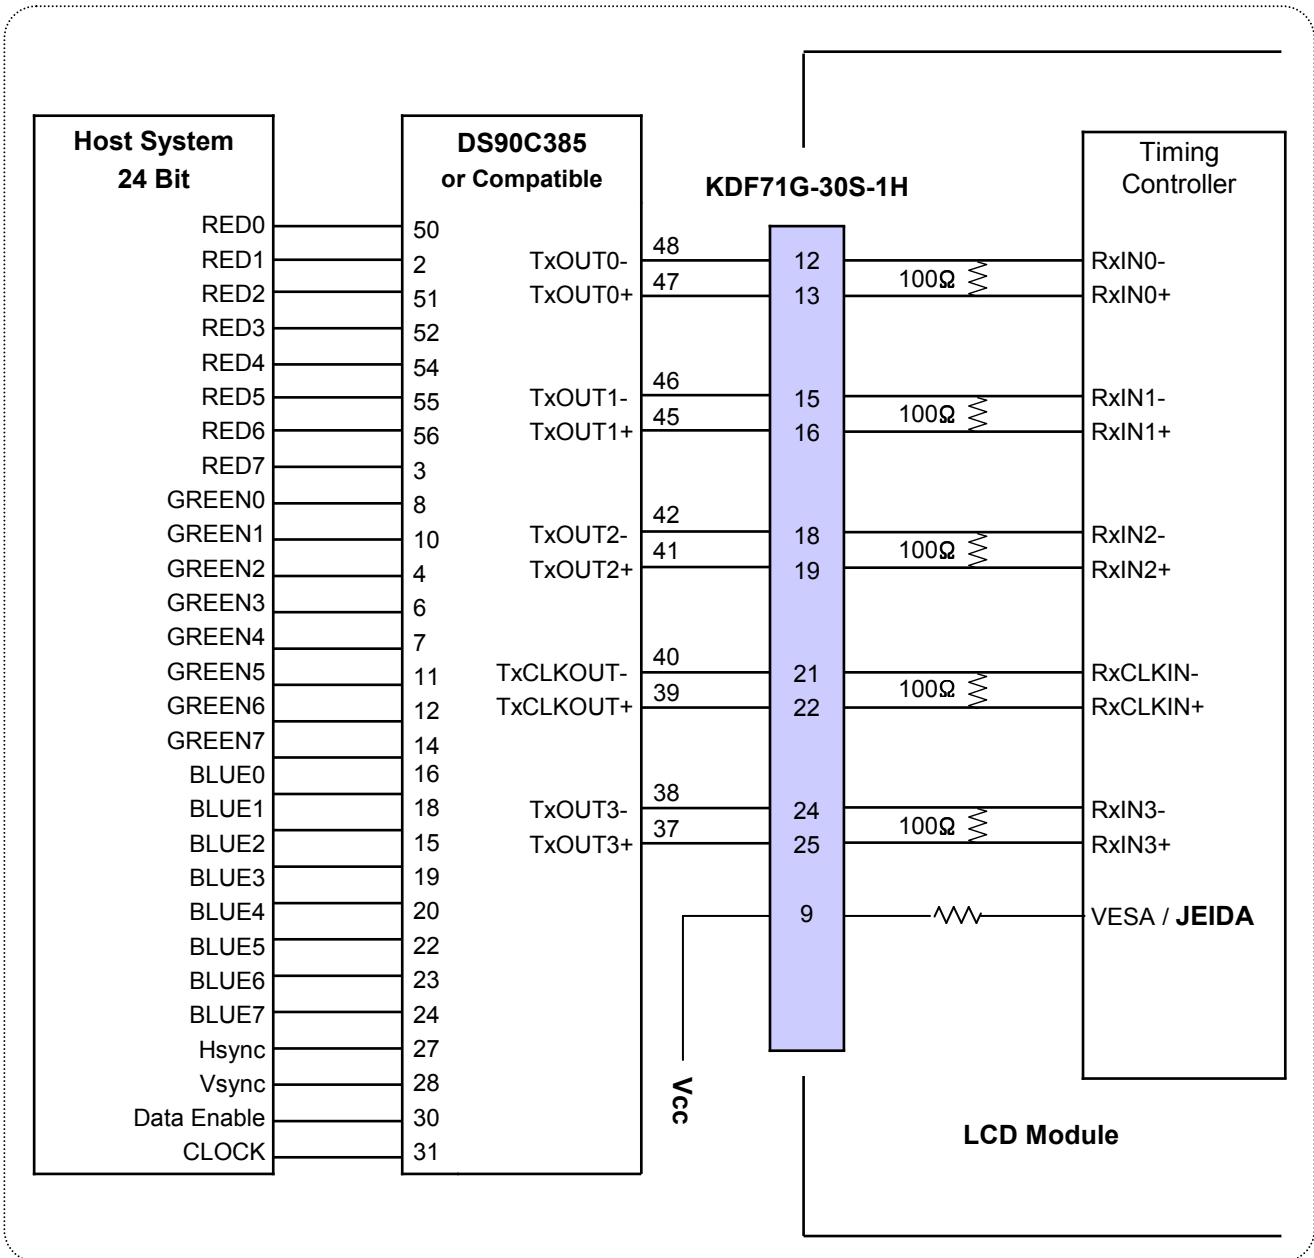 Host System
24 Bit
RED0
RED1
RED2
RED3
RED4
RED5
RED6
RED7
GREEN0
GREEN1
GREEN2
GREEN3
GREEN4
GREEN5
GREEN6
GREEN7
BLUE0
BLUE1
BLUE2
BLUE3
BLUE4
BLUE5
BLUE6
BLUE7
Hsync
Vsync
Data Enable
CLOCK
DS90C385
or Compatible
50
2
51
52
54
55
56
3
8
10
4
6
7
11
12
14
16
18
15
19
20
22
23
24
27
28
30
31
TxOUT0-
TxOUT0+
TxOUT1-
TxOUT1+
TxOUT2-
TxOUT2+
TxCLKOUT-
TxCLKOUT+
TxOUT3-
TxOUT3+
48
47
46
45
42
41
40
39
38
37
Vcc
KDF71G-30S-1H
12
13
15
16
18
19
21
22
24
25
9
100Ω
100Ω
100Ω
100Ω
100Ω
Timing
Controller
RxIN0-
RxIN0+
RxIN1-
RxIN1+
RxIN2-
RxIN2+
RxCLKIN-
RxCLKIN+
RxIN3-
RxIN3+
VESA / JEIDA
LCD Module